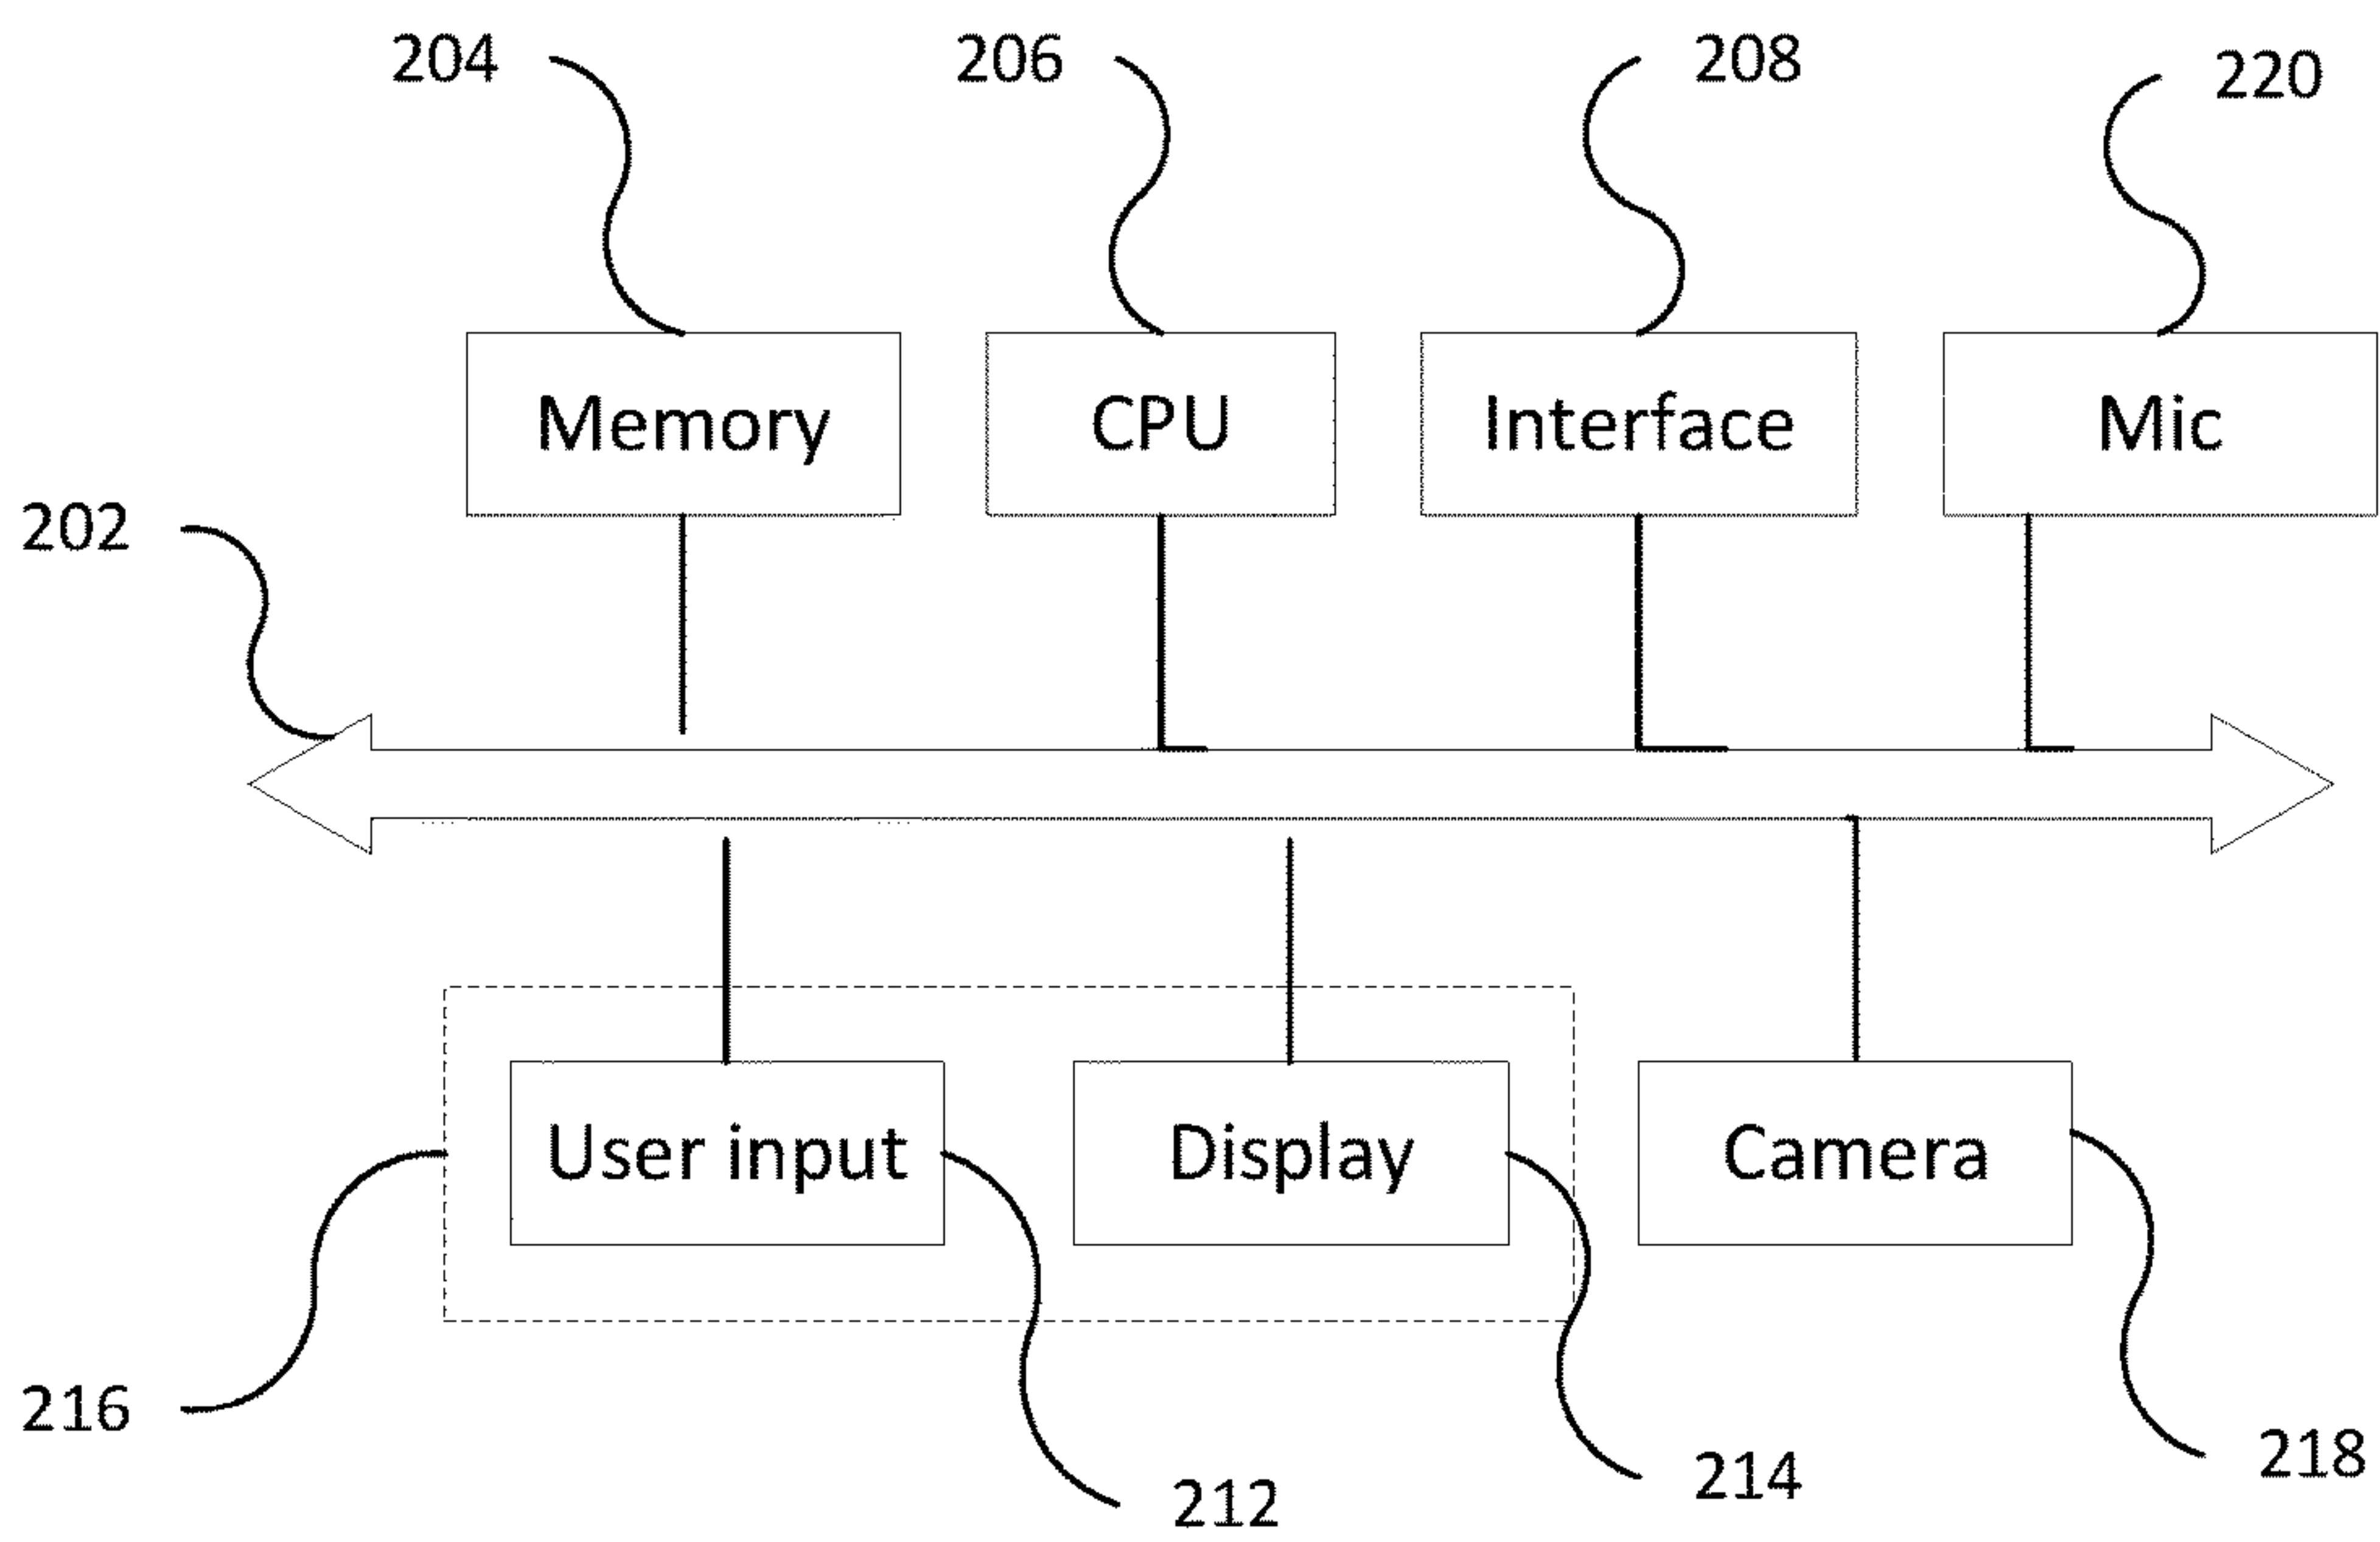 204
206
208
220
Memory
CPU
Interface
Mic
202
User input
Display
Camera
216
212
214
218